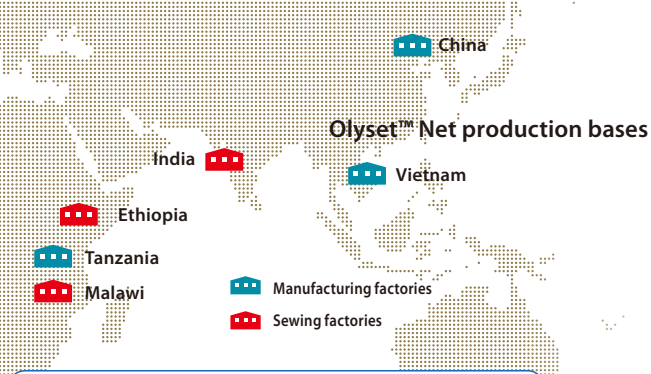 China
Olyset™ Net production bases
India
Vietnam
Ethiopia
Tanzania
Malawi
Manufacturing factories
Sewing factories